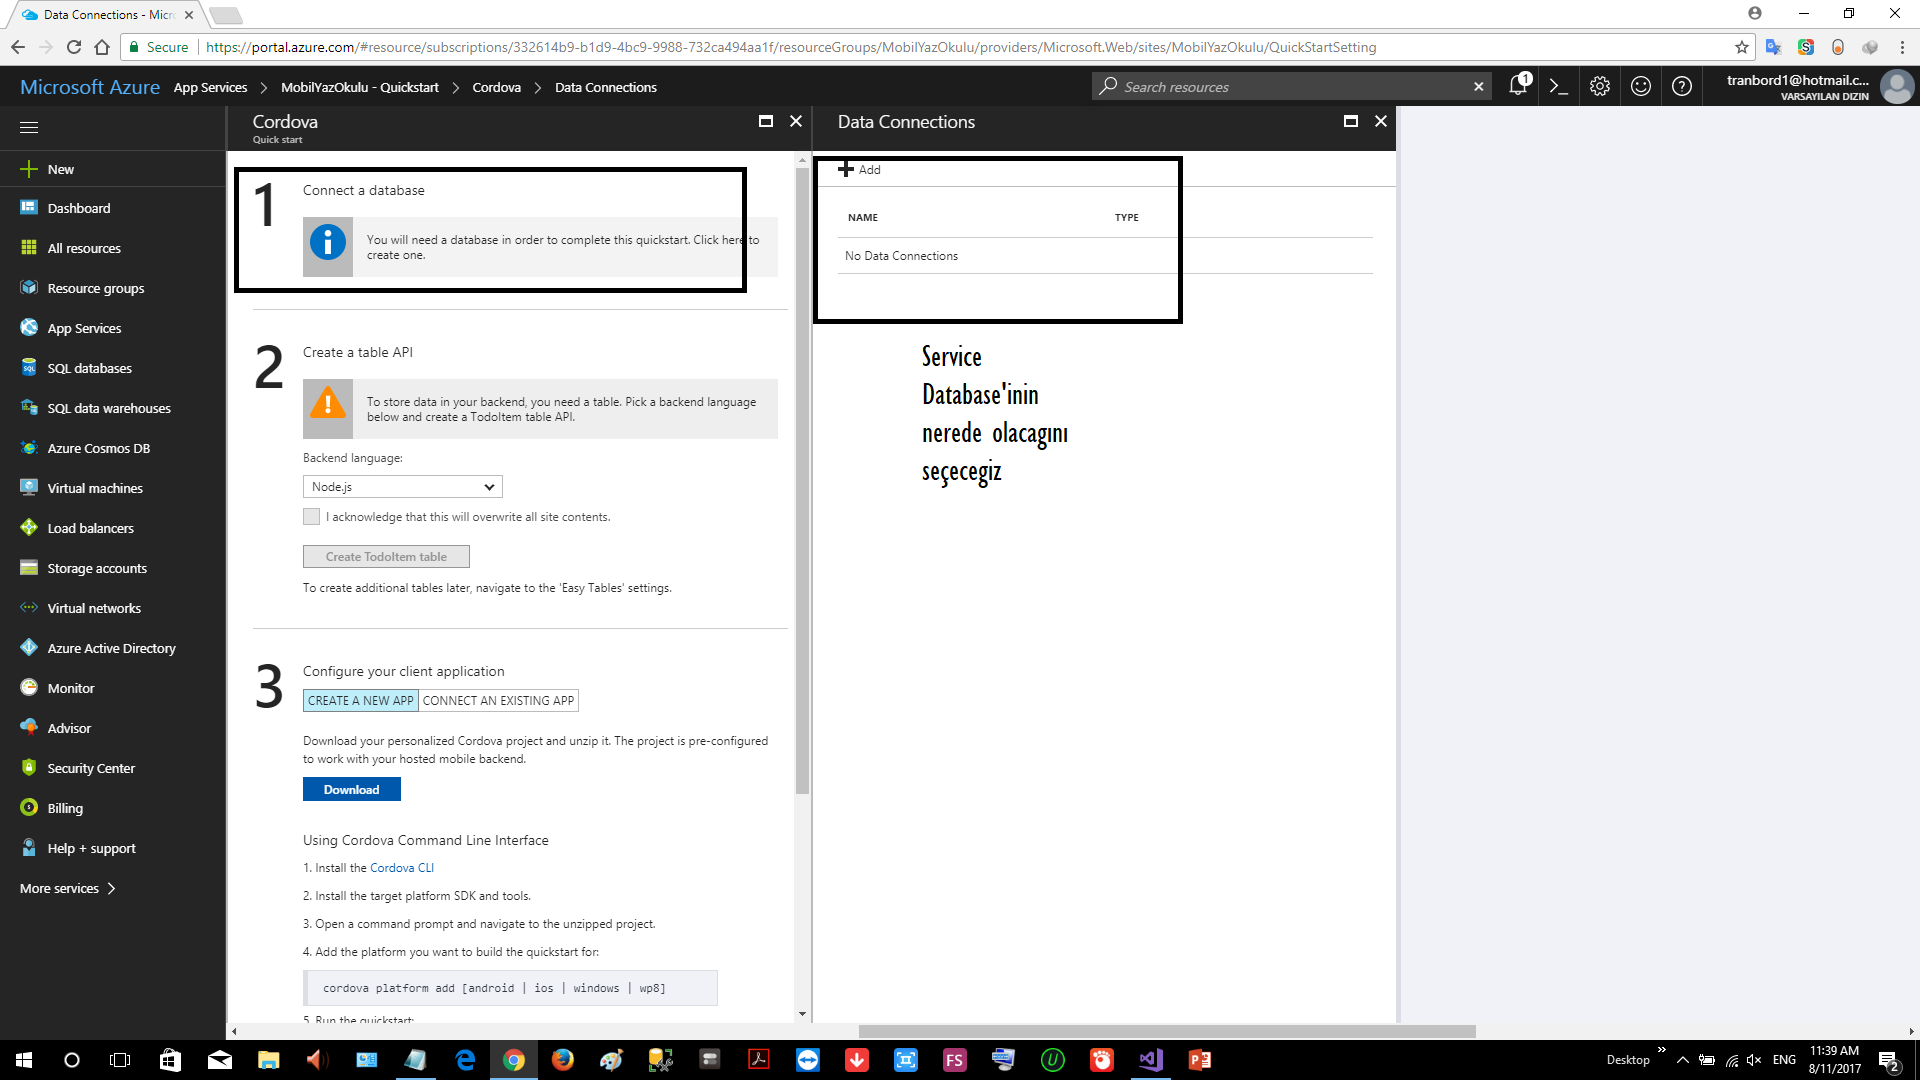 Data Connections - Micr
Secure
https://portal.azure.com/#resource/subscriptions/332614b9-b1d9-4bc9-9988-732ca494aa1f/resourceGroups/MobilYazOkulu/providers/Microsoft.Web/sites/MobilYazOkulu/QuickStartSetting
Microsoft Azure
App Services
MobilYazOkulu - Quickstart
Cordova
Data Connections
Search resources
1
tranbord1@hotmail.c...
VARSAYILAN DIZIN
New
Dashboard
All resources
Resource groups
App Services
SQL databases
SQL data warehouses
Azure Cosmos DB
Virtual machines
Load balancers
Storage accounts
Virtual networks
Azure Active Directory
Monitor
Advisor
Security Center
Billing
Help + support
More services
Cordova
Quick start
1
Connect a database
You will need a database in order to complete this quickstart. Click here to
create one.
2
Create a table API
To store data in your backend, you need a table. Pick a backend language
below and create a TodoItem table API.
Backend language:
Node.js
I acknowledge that this will overwrite all site contents.
Create TodoItem table
To create additional tables later, navigate to the 'Easy Tables' settings.
3
Configure your client application
CREATE A NEW APP
CONNECT AN EXISTING APP
Download your personalized Cordova project and unzip it. The project is pre-configured
to work with your hosted mobile backend.
Download
Using Cordova Command Line Interface
1. Install the Cordova CLI
2. Install the target platform SDK and tools.
3. Open a command prompt and navigate to the unzipped project.
4. Add the platform you want to build the quickstart for:
cordova platform add [android | ios | windows | wp8]
5. Run the quickstart:
Data Connections
Add
NAME
TYPE
No Data Connections
Service
Database'inin
nerede olacagını
seçecegiz
FS
Desktop
ENG
11:39 AM
8/11/2017
2